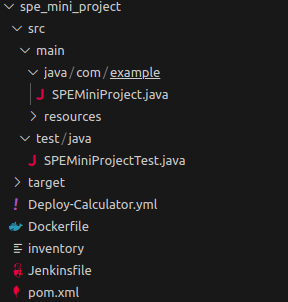 spe_mini_project
src
main
java/com/example
SPEMiniProject.java
resources
test/java
SPEMiniProjectTest.java
target
Deploy-Calculator.yml
Dockerfile
inventory
Jenkinsfile
pom.xml